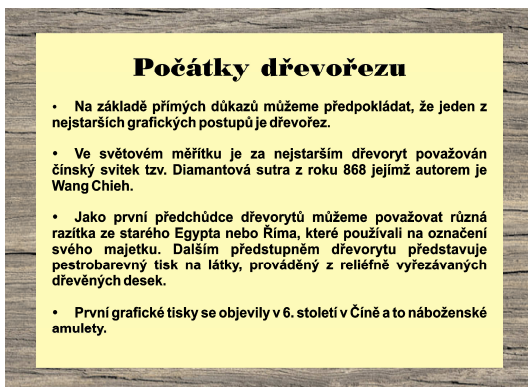 Počátky dřevořezu
• Na základě přímých důkazů můžeme předpokládat, že jeden z
nejstarších grafických postupů je dřevořez.
• Ve světovém měřítku je za nejstarším dřevoryt považován
čínský svitek tzv. Diamantová sutra z roku 868 jejímž autorem je
Wang Chieh.
• Jako první předchůdce dřevorytů můžeme považovat různá
razítka ze starého Egypta nebo Říma, které používali na označení
svého majetku. Dalším předstupněm dřevorytu představuje
pestrobarevný tisk na látky, prováděný z reliéfně vyřezávaných
dřevěných desek.
• První grafické tisky se objevily v 6. století v Číně a to náboženské
amulety.